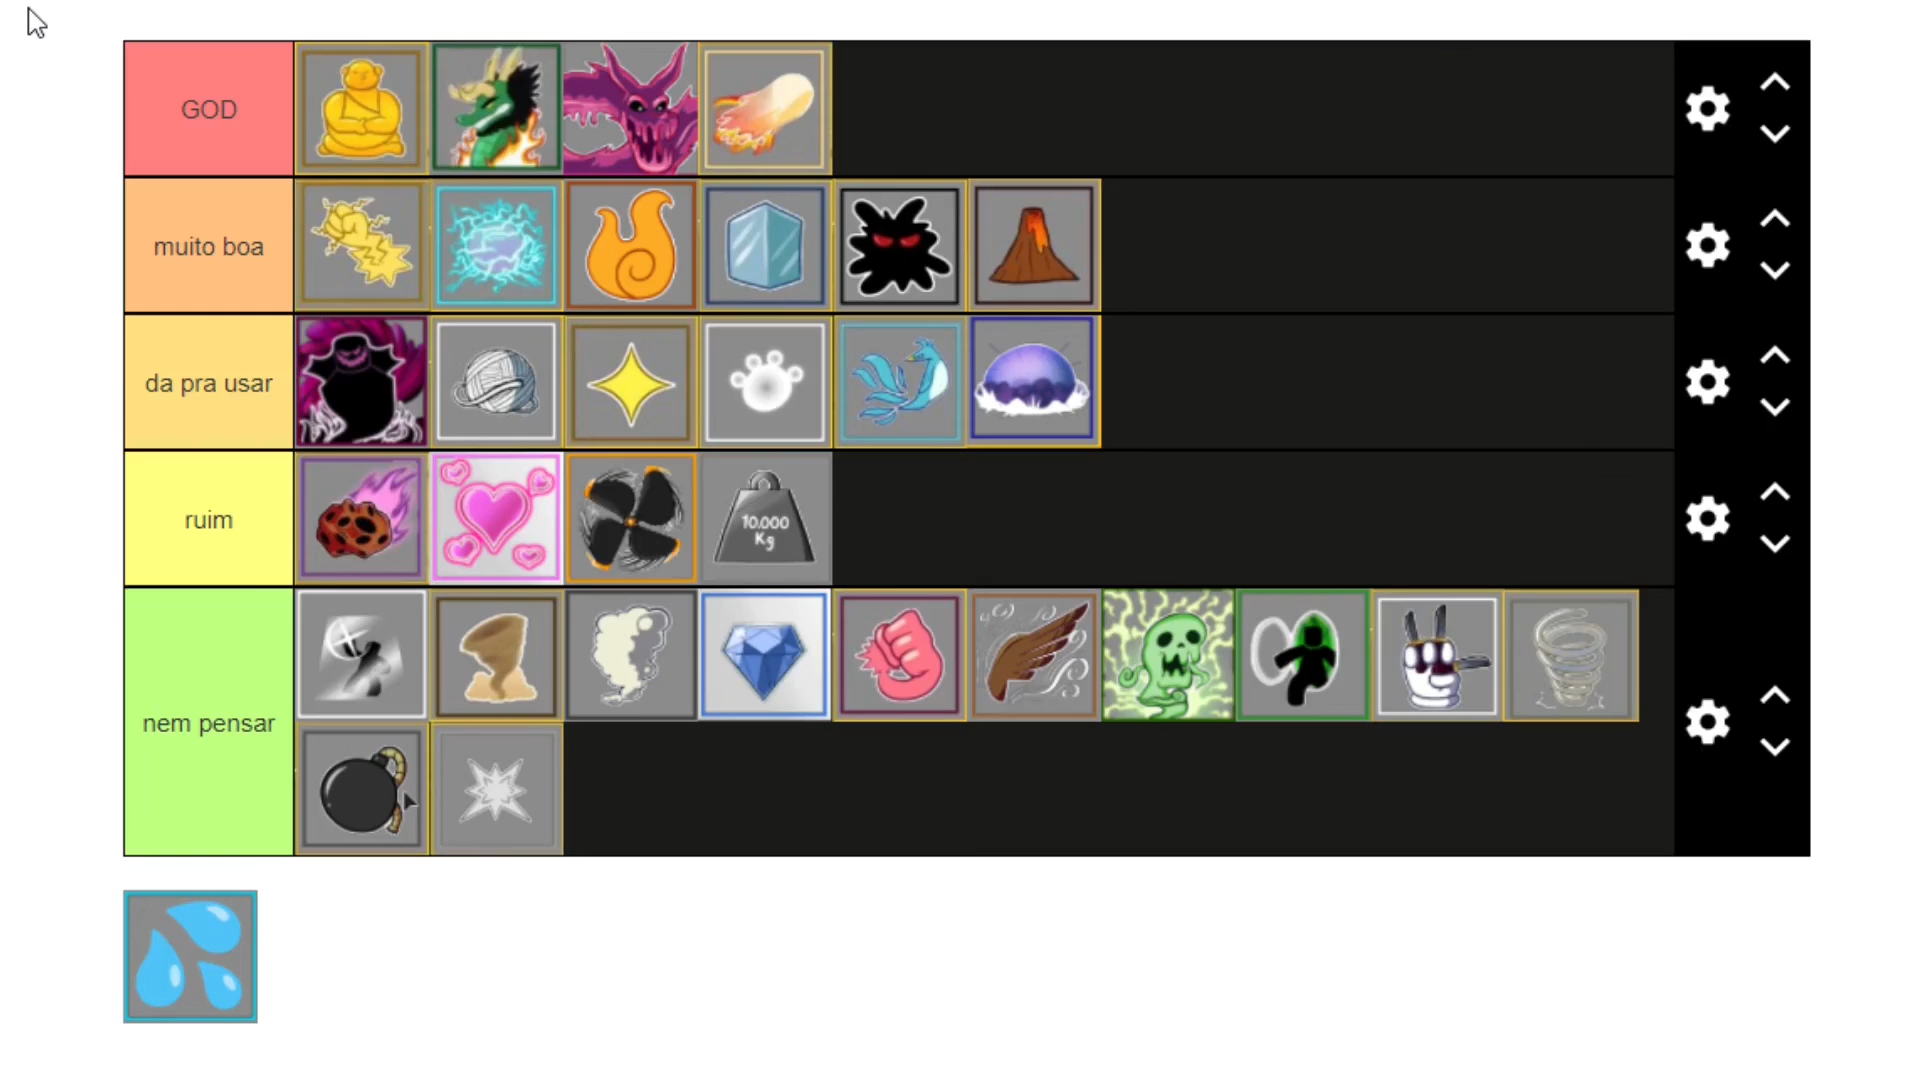 GOD
muito boa
da pra usar
ruim
10.000
Kg
nem pensar